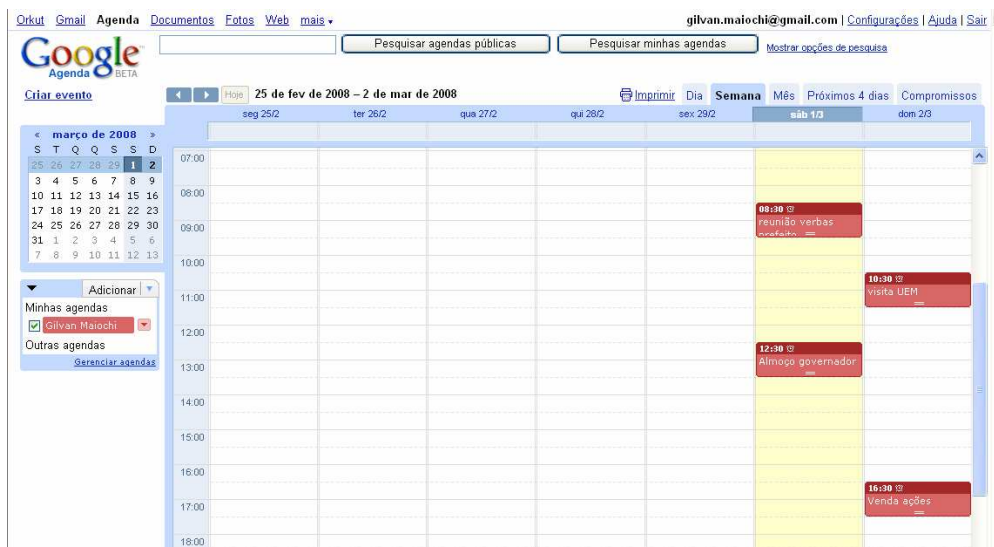 Orkut Gmail Agenda Documentos Fotos Web mais gilvan.maiochi@gmail.com | Configurações | Ajuda | Sair
Google
Agenda BETA
Pesquisar agendas públicas Pesquisar minhas agendas Mostrar opções de pesquisa
Criar evento
Hoje 25 de fev de 2008 – 2 de mar de 2008 Imprimir Dia Semana Mês Próximos 4 dias Compromissos
seg 25/2 ter 26/2 qua 27/2 qui 28/2 sex 29/2 sáb 1/3 dom 2/3
« março de 2008 »
S T Q Q S S D
25 26 27 28 29 1 2
3 4 5 6 7 8 9
10 11 12 13 14 15 16
17 18 19 20 21 22 23
24 25 26 27 28 29 30
31 1 2 3 4 5 6
7 8 9 10 11 12 13
Adicionar
Minhas agendas
Gilvan Maiochi
Outras agendas
Gerenciar agendas
07:00
08:00
08:30
reunião verbas
prefeito
09:00
10:00
10:30
visita UEM
11:00
12:00
12:30
Almoço governador
13:00
14:00
15:00
16:00
16:30
Venda ações
17:00
18:00